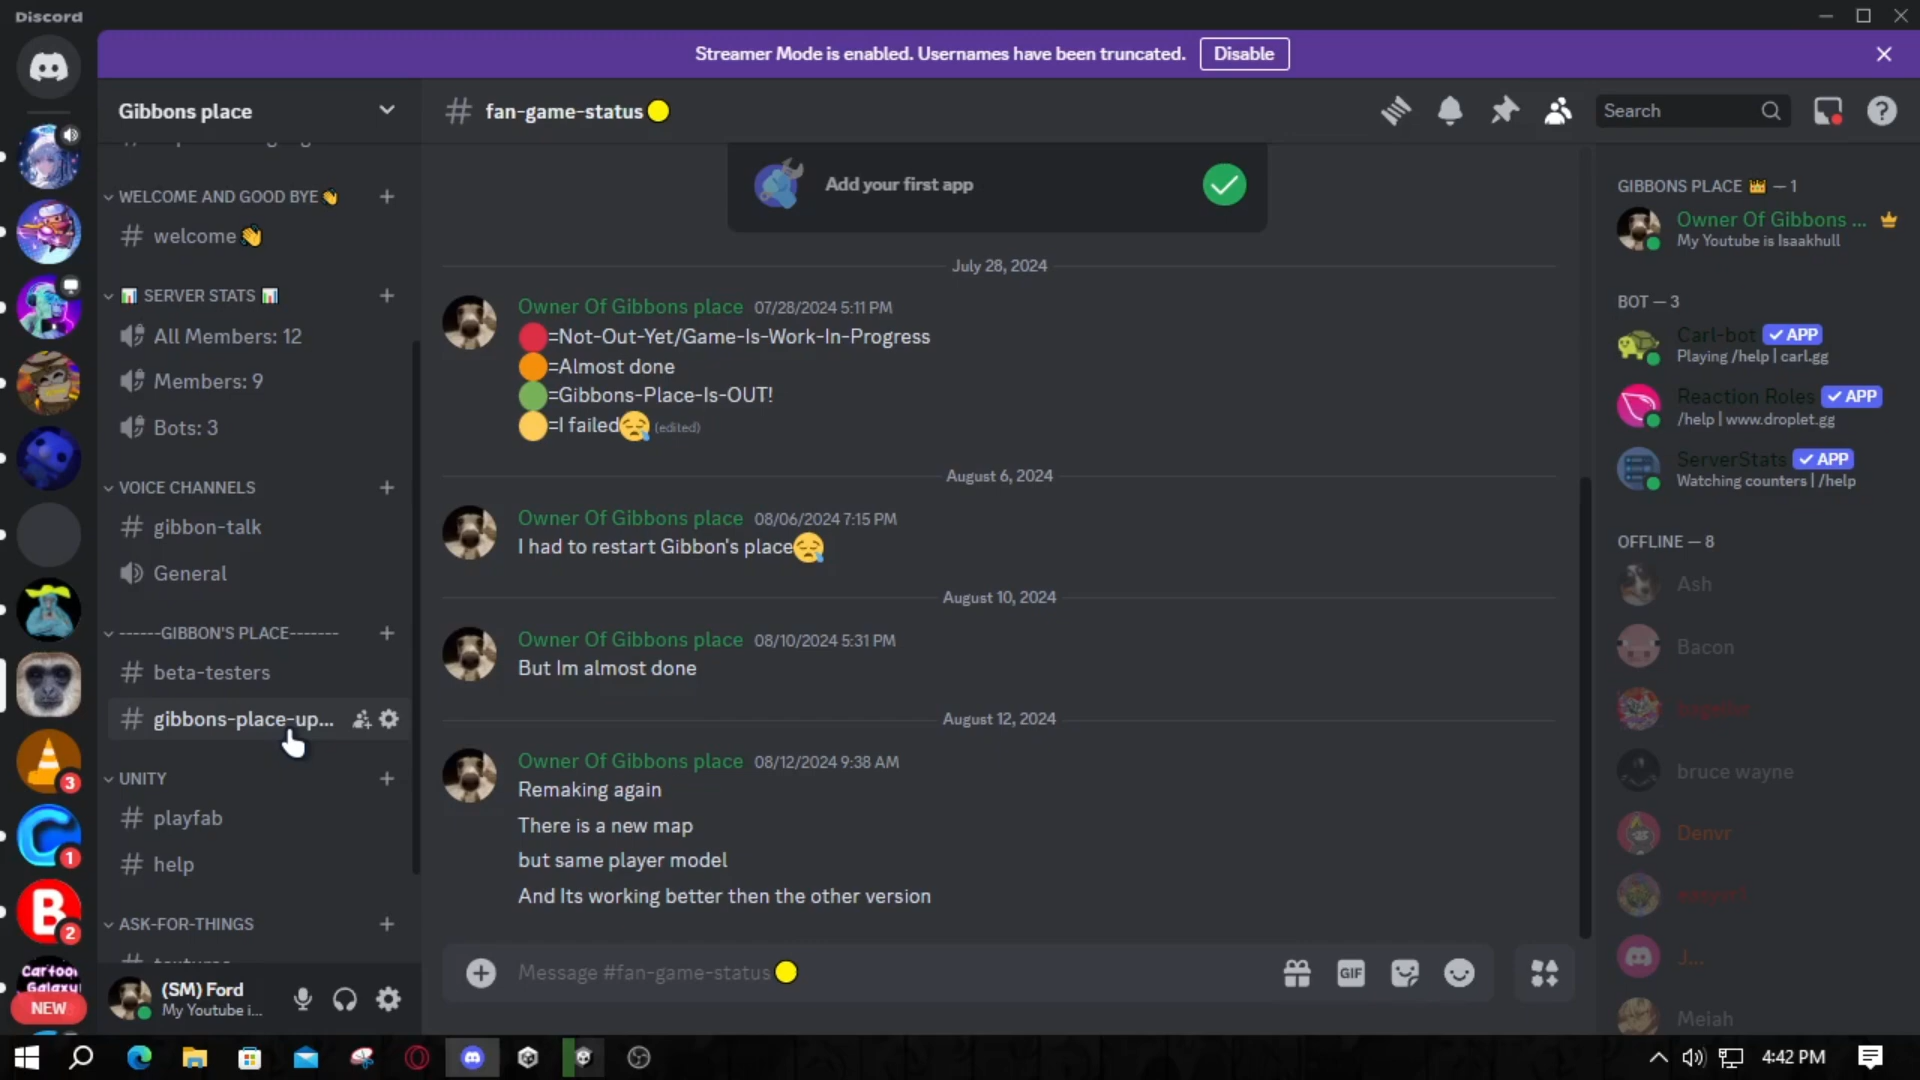 Discord
Streamer Mode is enabled. Usernames have been truncated. Disable
Gibbons place
fan-game-status
Search
WELCOME AND GOOD BYE
welcome
SERVER STATS
All Members: 12
Members: 9
Bots: 3
VOICE CHANNELS
gibbon-talk
General
------GIBBON'S PLACE-------
beta-testers
gibbons-place-up...
UNITY
playfab
help
ASK-FOR-THINGS
(SM) Ford
My Youtube i...
3
1
2
Cartoon
Galaxy
NEW
B
Add your first app
July 28, 2024
Owner Of Gibbons place 07/28/2024 5:11 PM
=Not-Out-Yet/Game-Is-Work-In-Progress
=Almost done
=Gibbons-Place-Is-OUT!
=I failed (edited)
August 6, 2024
Owner Of Gibbons place 08/06/2024 7:15 PM
I had to restart Gibbon's place
August 10, 2024
Owner Of Gibbons place 08/10/2024 5:31 PM
But Im almost done
August 12, 2024
Owner Of Gibbons place 08/12/2024 9:38 AM
Remaking again
There is a new map
but same player model
And Its working better then the other version
Message #fan-game-status
GIF
GIBBONS PLACE — 1
Owner Of Gibbons ...
My Youtube is Isaakhull
BOT — 3
Carl-bot APP
Playing /help | carl.gg
Reaction Roles APP
/help | www.droplet.gg
ServerStats APP
Watching counters | /help
OFFLINE — 8
Ash
Bacon
bruce wayne
Denvr
J...
Meiah
4:42 PM